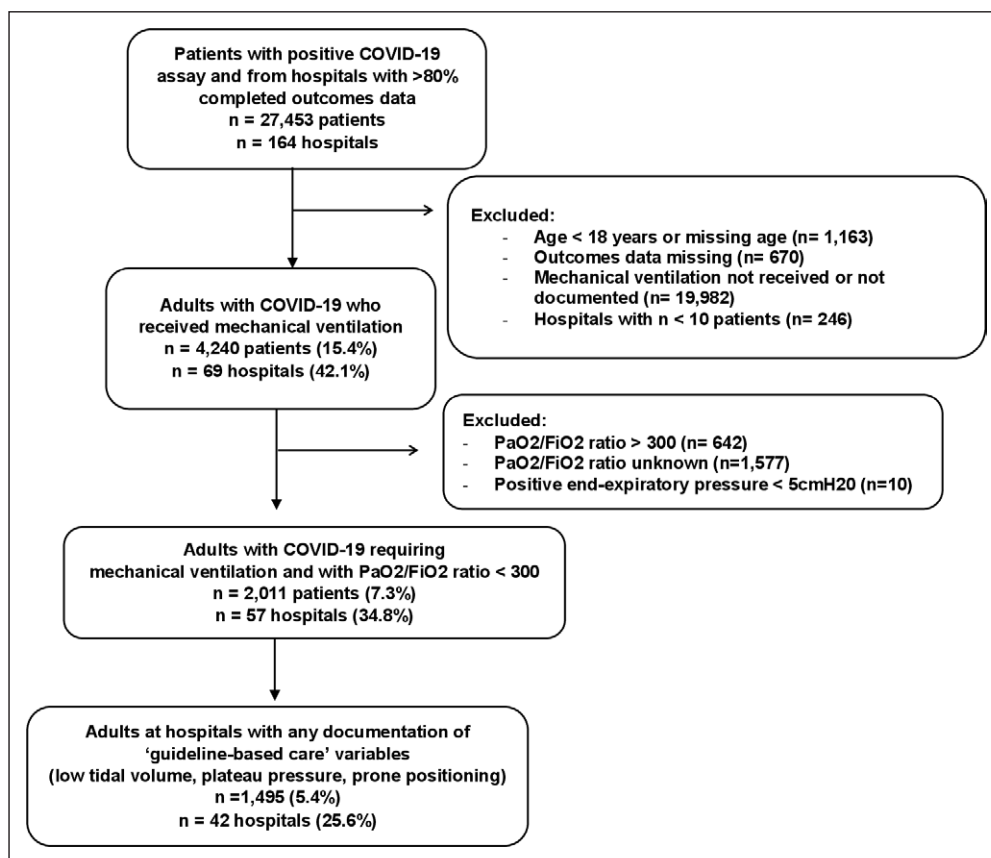 Patients with positive COVID-19
assay and from hospitals with >80%
completed outcomes data
n = 27,453 patients
n = 164 hospitals
Excluded:
- Age < 18 years or missing age (n= 1,163)
- Outcomes data missing (n= 670)
- Mechanical ventilation not received or not
documented (n= 19,982)
- Hospitals with n < 10 patients (n= 246)
Adults with COVID-19 who
received mechanical ventilation
n = 4,240 patients (15.4%)
n = 69 hospitals (42.1%)
Excluded:
- PaO2/FiO2 ratio > 300 (n= 642)
- PaO2/FiO2 ratio unknown (n=1,577)
- Positive end-expiratory pressure < 5cmH20 (n=10)
Adults with COVID-19 requiring
mechanical ventilation and with PaO2/FiO2 ratio < 300
n = 2,011 patients (7.3%)
n = 57 hospitals (34.8%)
Adults at hospitals with any documentation of
‘guideline-based care’ variables
(low tidal volume, plateau pressure, prone positioning)
n =1,495 (5.4%)
n = 42 hospitals (25.6%)